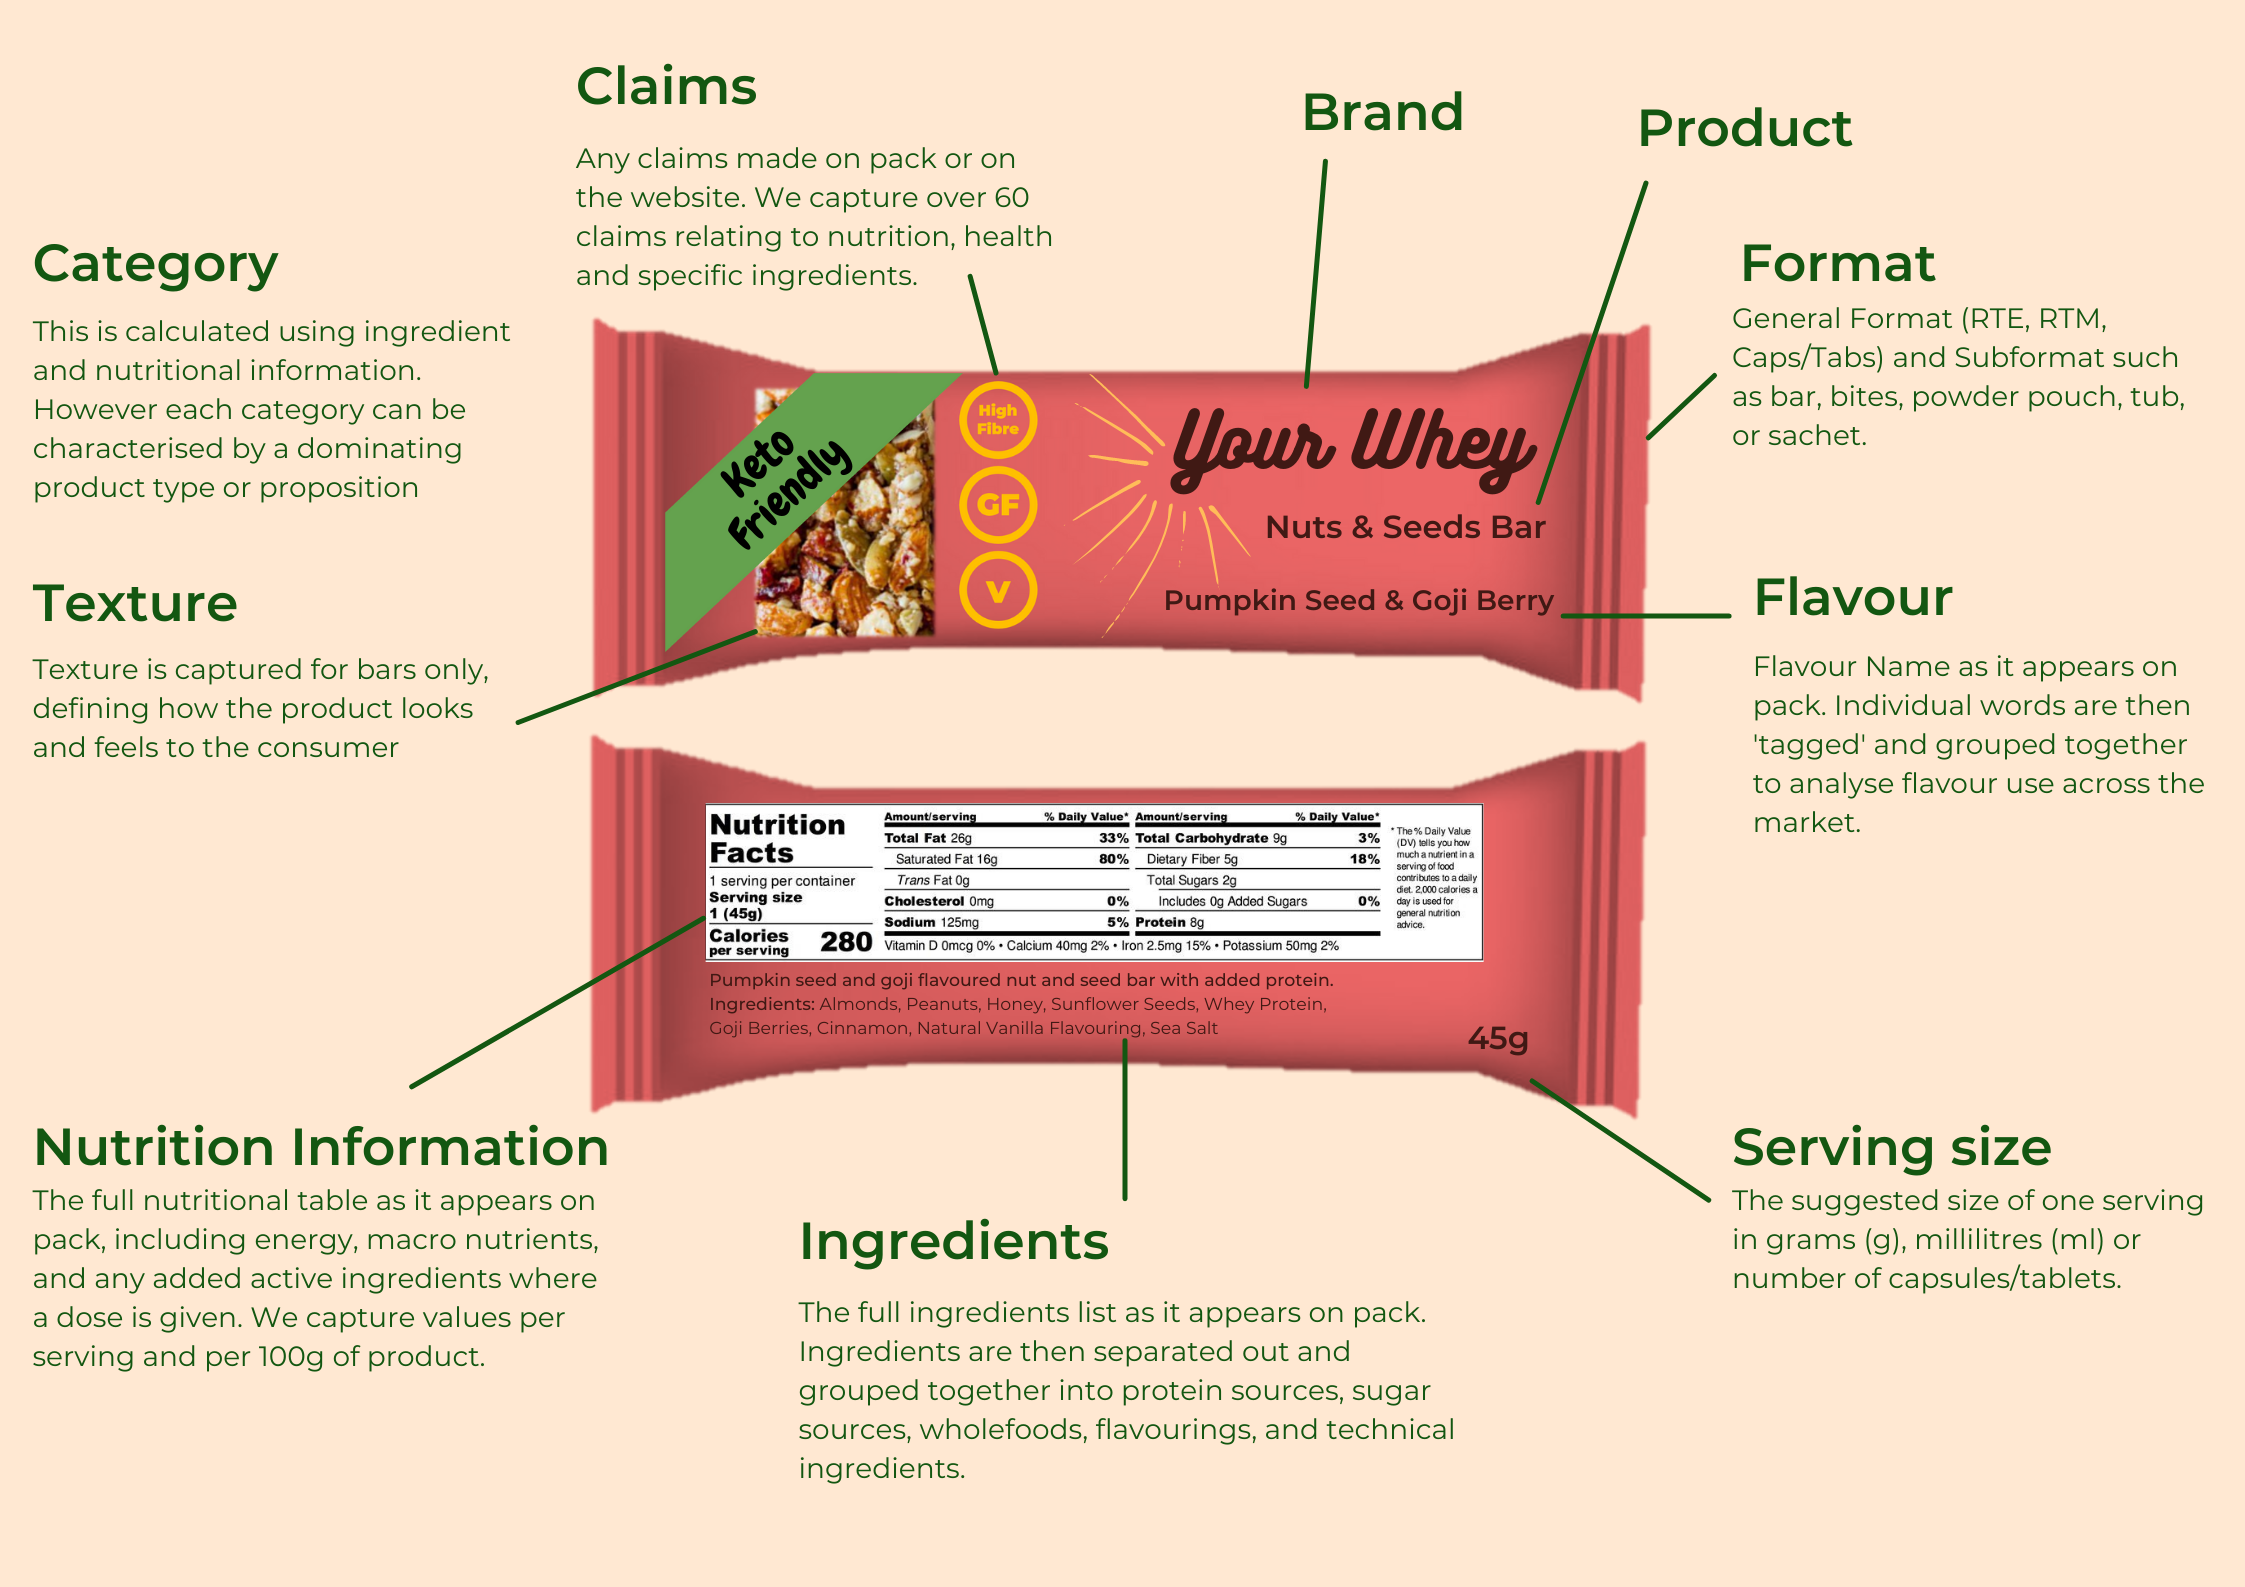 Claims
Any claims made on pack or on
the website. We capture over 60
claims relating to nutrition, health
and specific ingredients.
Brand
Product
Category
This is calculated using ingredient
and nutritional information.
However each category can be
characterised by a dominating
product type or proposition
Format
General Format (RTE, RTM,
Caps/Tabs) and Subformat such
as bar, bites, powder pouch, tub,
or sachet.
Keto
Friendly
High
Fibre
GF
V
Your Whey
Nuts & Seeds Bar
Pumpkin Seed & Goji Berry
Texture
Texture is captured for bars only,
defining how the product looks
and feels to the consumer
Flavour
Flavour Name as it appears on
pack. Individual words are then
'tagged' and grouped together
to analyse flavour use across the
market.
Nutrition
Facts
1 serving per container
Serving size
1 (45g)
Calories
per serving
280
Amount/serving % Daily Value*
Total Fat 26g 33%
Saturated Fat 16g 80%
Trans Fat 0g
Cholesterol 0mg 0%
Sodium 125mg 5%
Amount/serving % Daily Value*
Total Carbohydrate 9g 3%
Dietary Fiber 5g 18%
Total Sugars 2g
Includes 0g Added Sugars 0%
Protein 8g
Vitamin D 0mcg 0% • Calcium 40mg 2% • Iron 2.5mg 15% • Potassium 50mg 2%
* The % Daily Value
(DV) tells you how
much a nutrient in a
serving of food
contributes to a daily
diet. 2,000 calories a
day is used for
general nutrition
advice.
Pumpkin seed and goji flavoured nut and seed bar with added protein.
Ingredients: Almonds, Peanuts, Honey, Sunflower Seeds, Whey Protein,
Goji Berries, Cinnamon, Natural Vanilla Flavouring, Sea Salt
45g
Nutrition Information
The full nutritional table as it appears on
pack, including energy, macro nutrients,
and any added active ingredients where
a dose is given. We capture values per
serving and per 100g of product.
Ingredients
The full ingredients list as it appears on pack.
Ingredients are then separated out and
grouped together into protein sources, sugar
sources, wholefoods, flavourings, and technical
ingredients.
Serving size
The suggested size of one serving
in grams (g), millilitres (ml) or
number of capsules/tablets.